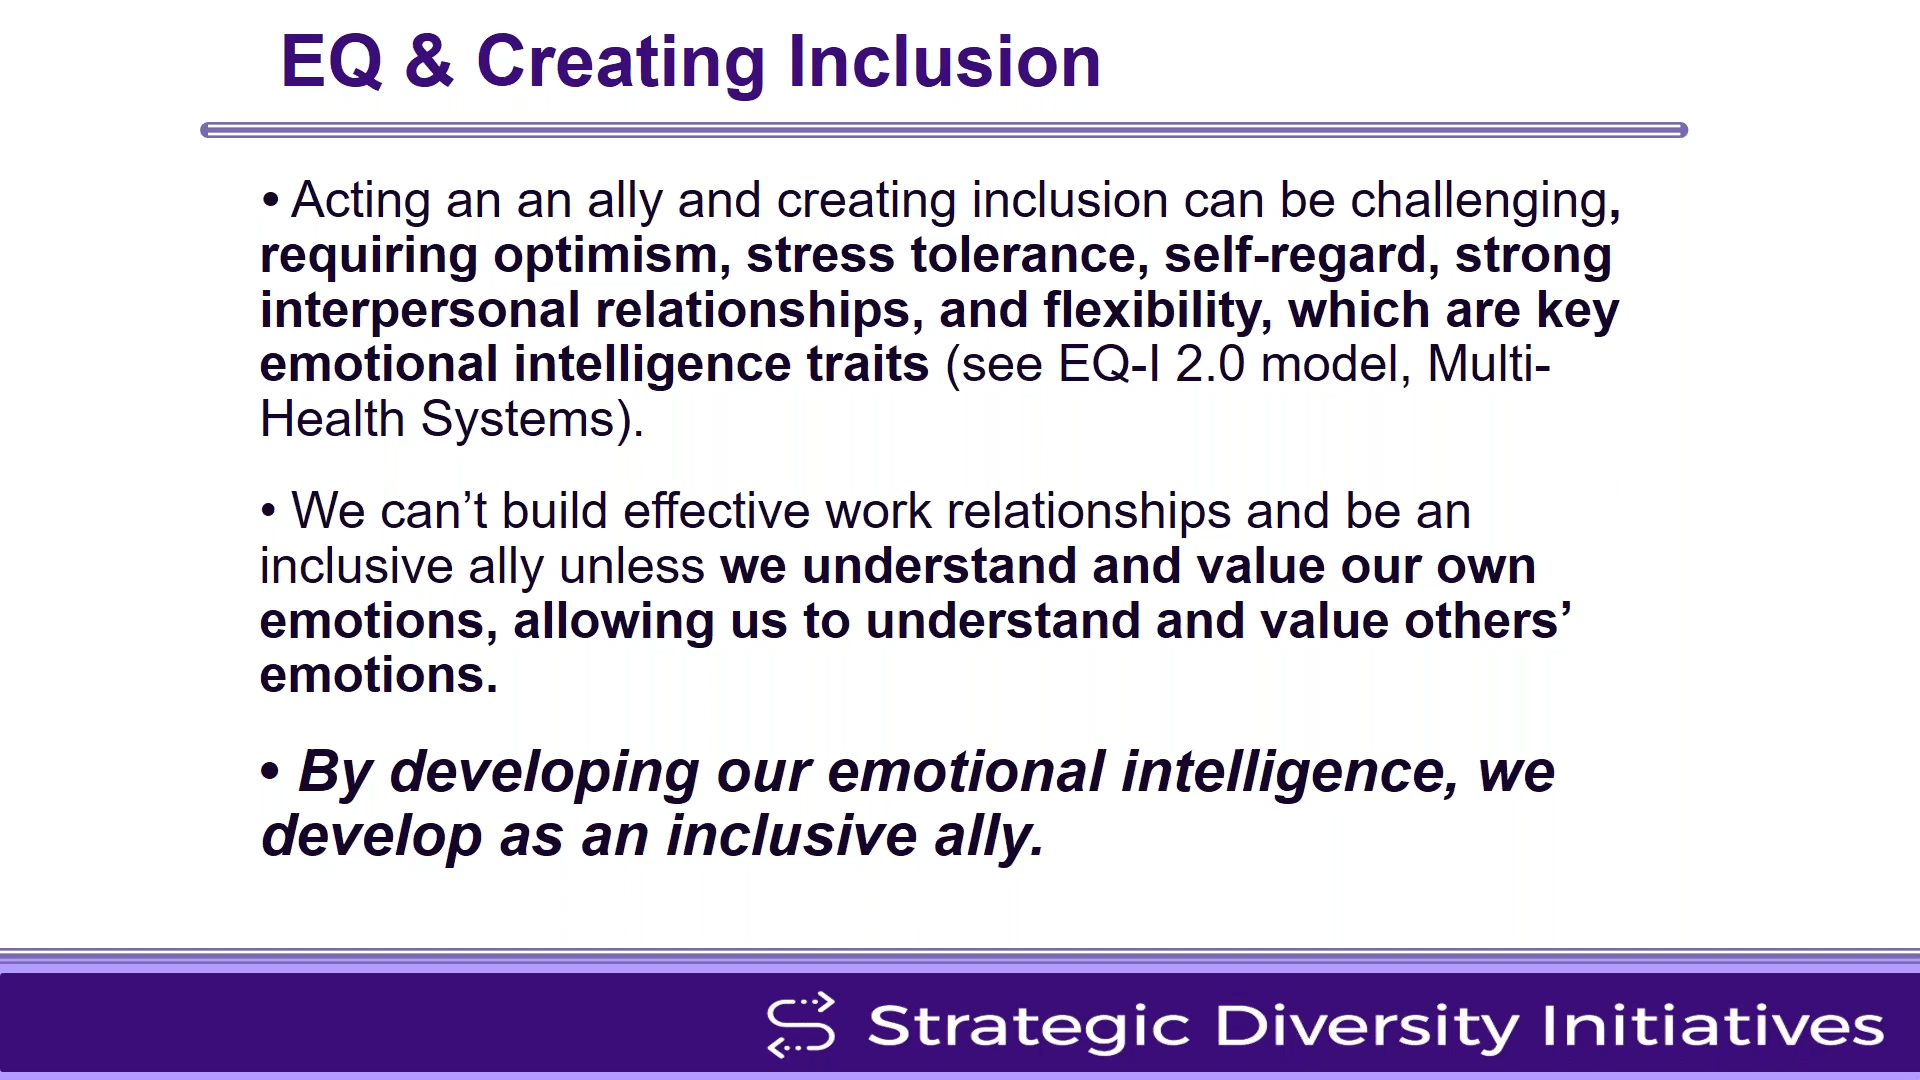 EQ & Creating Inclusion
• Acting an an ally and creating inclusion can be challenging,
requiring optimism, stress tolerance, self-regard, strong
interpersonal relationships, and flexibility, which are key
emotional intelligence traits (see EQ-I 2.0 model, Multi-
Health Systems).
• We can’t build effective work relationships and be an
inclusive ally unless we understand and value our own
emotions, allowing us to understand and value others’
emotions.
• By developing our emotional intelligence, we
develop as an inclusive ally.
Strategic Diversity Initiatives